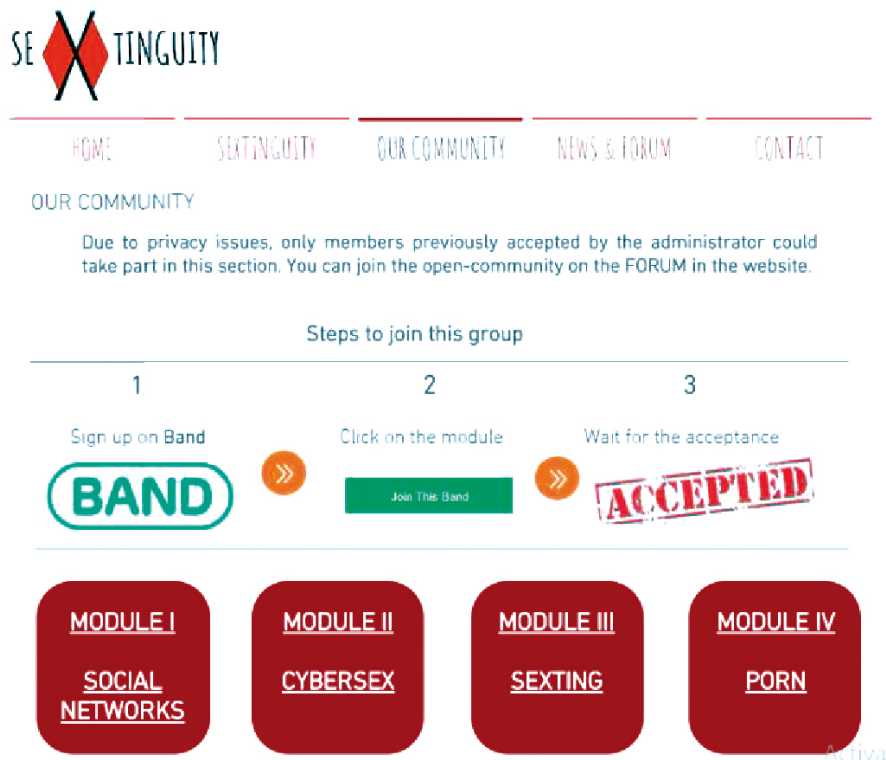 SEXTINGUITY
HOME SEXTINGUITY OUR COMMUNITY NEWS & FORUM CONTACT
OUR COMMUNITY
Due to privacy issues, only members previously accepted by the administrator could
take part in this section. You can join the open-community on the FORUM in the website.
Steps to join this group
1 2 3
Sign up on Band Click on the module Wait for the acceptance
BAND Join This Band ACCEPTED
MODULE I MODULE II MODULE III MODULE IV
SOCIAL CYBERSEX SEXTING PORN
NETWORKS
Activa